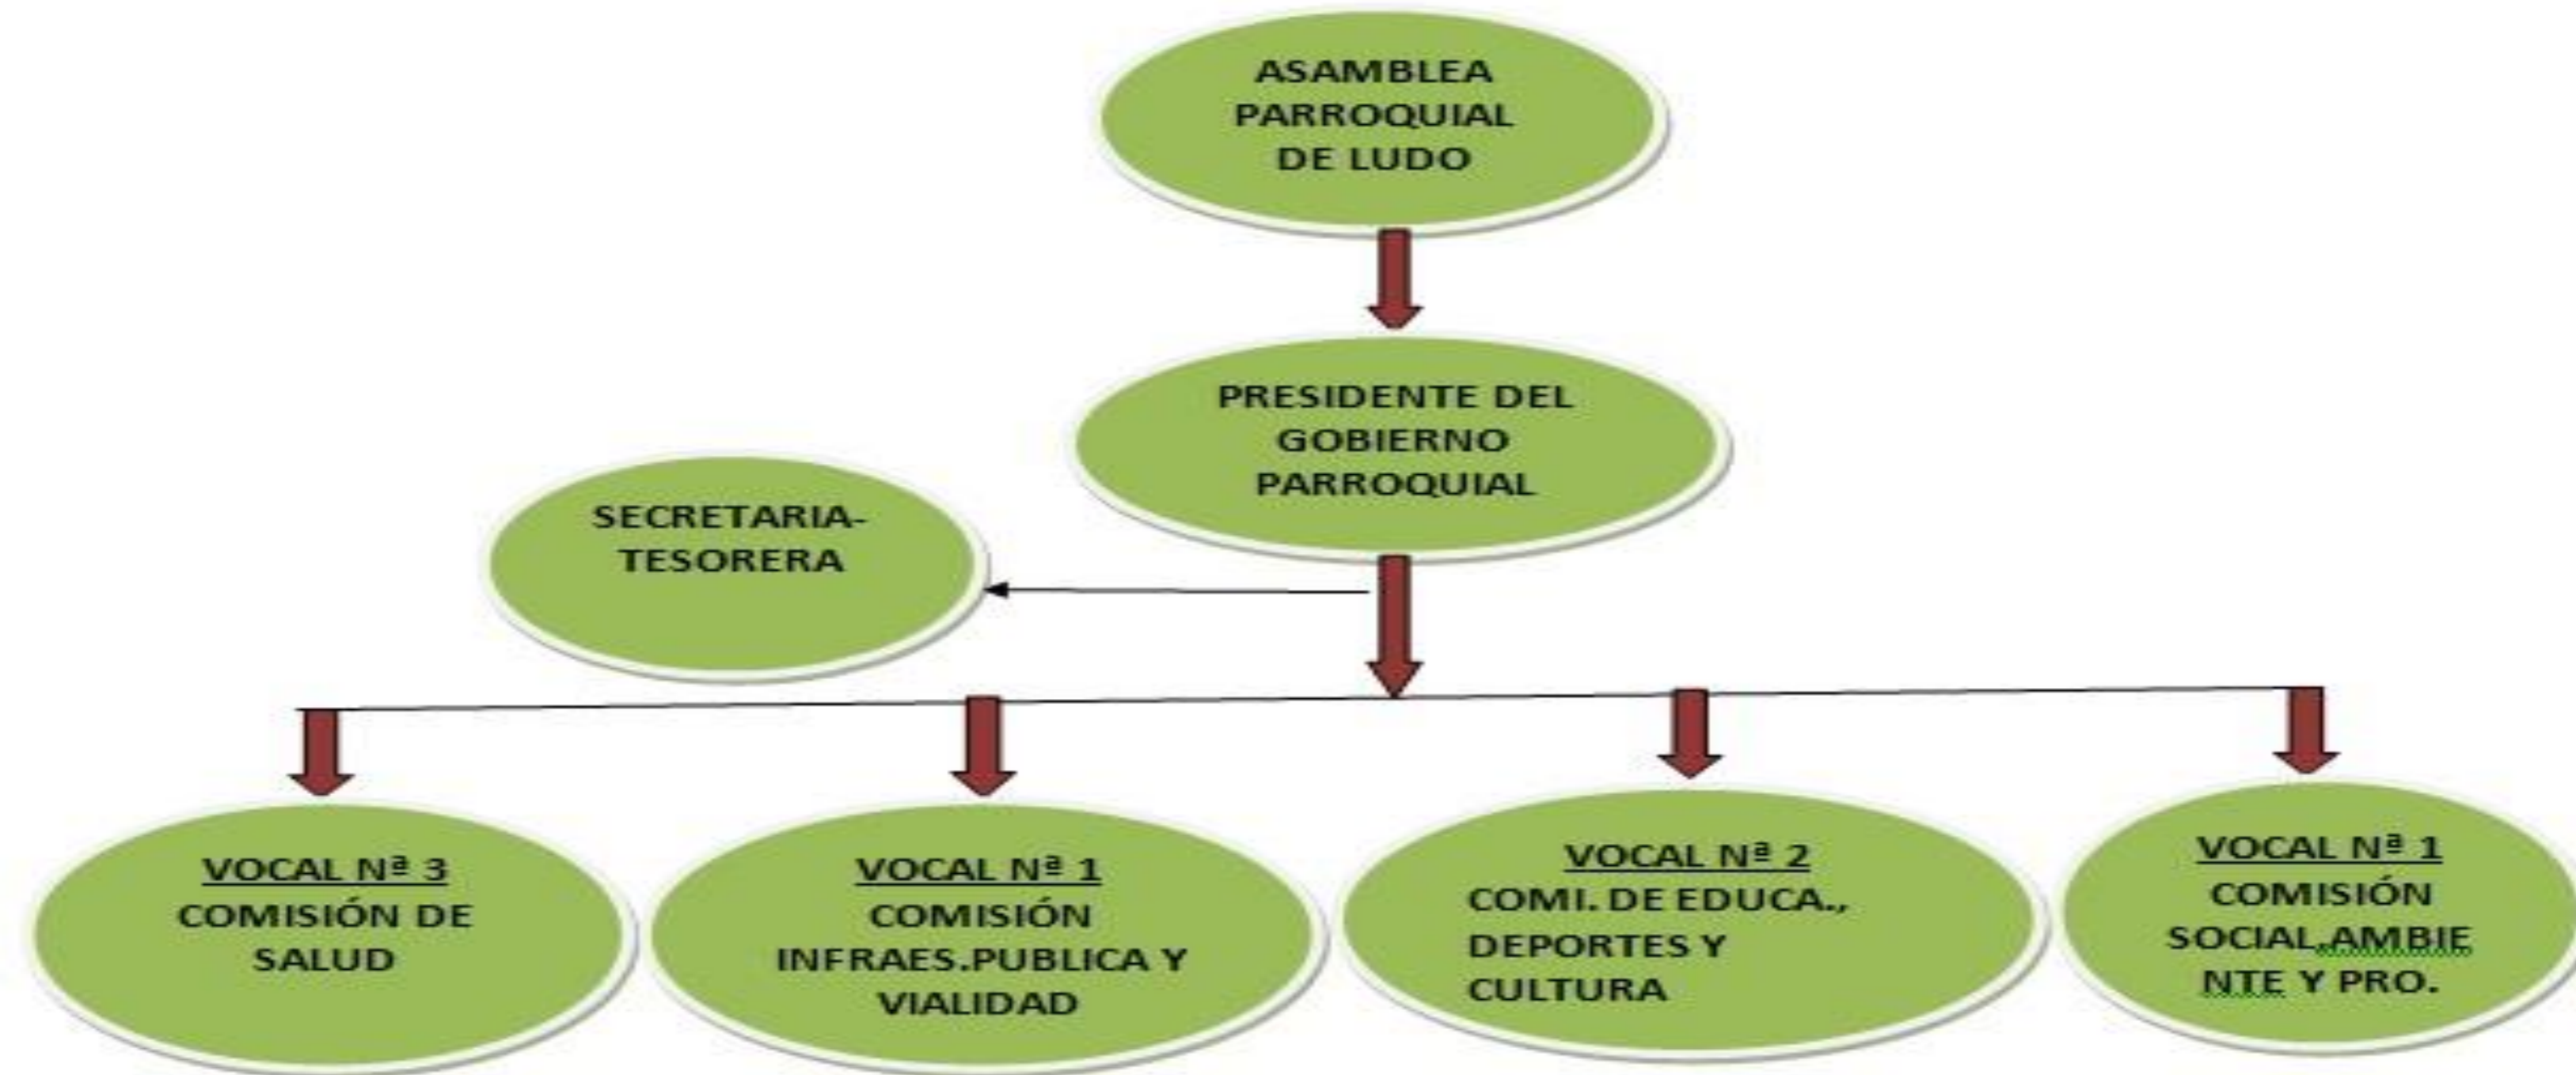 ASAMBLEA
PARROQUIAL
DE LUDO
PRESIDENTE DEL
GOBIERNO
PARROQUIAL
SECRETARIA-
TESORERA
VOCAL Nª 3
COMISIÓN DE
SALUD
VOCAL Nª 1
COMISIÓN
INFRAES.PUBLICA Y
VIALIDAD
VOCAL Nª 2
COMI. DE EDUCA.,
DEPORTES Y
CULTURA
VOCAL Nª 1
COMISIÓN
SOCIAL,AMBIE
NTE Y PRO.